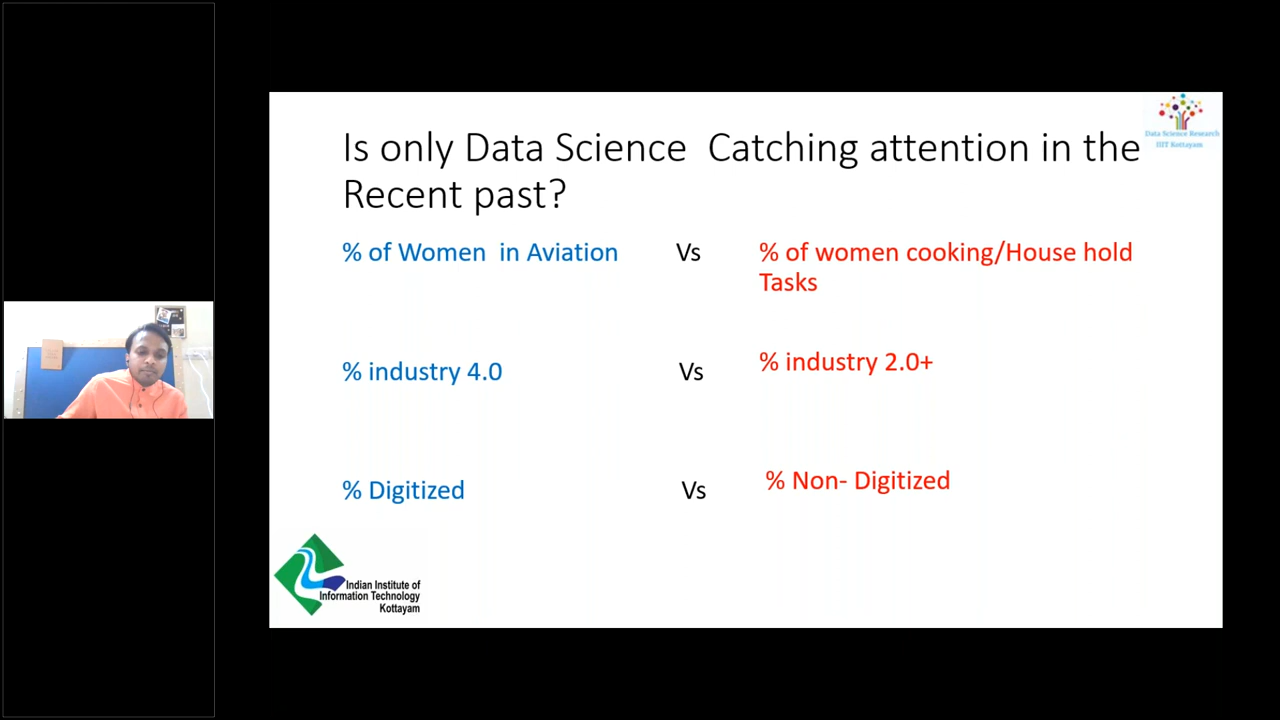 Data Science Research
IIIT Kottayam
Is only Data Science  Catching attention in the
Recent past?
% of Women  in Aviation
Vs
% of women cooking/House hold
Tasks
% industry 4.0
Vs
% industry 2.0+
% Digitized
Vs
% Non- Digitized
Indian Institute of
Information Technology
Kottayam